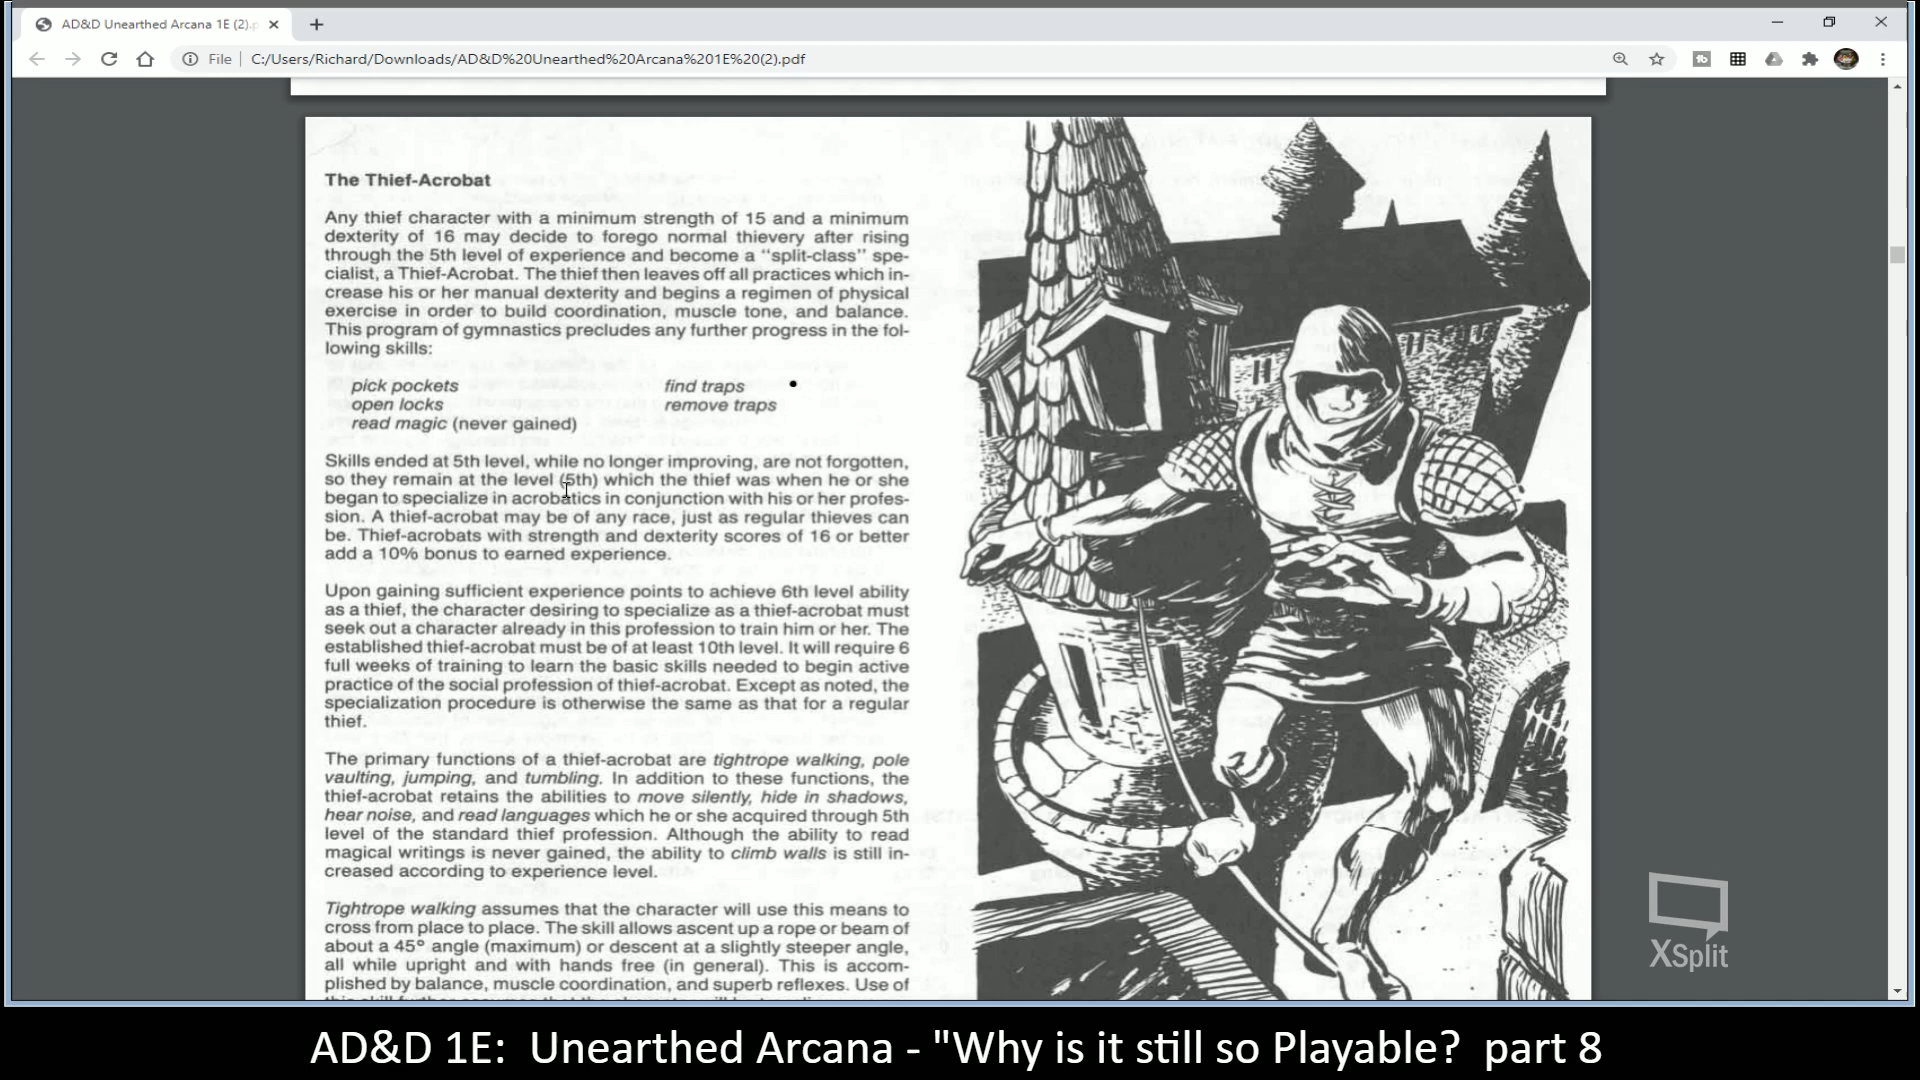 AD&D Unearthed Arcana 1E (2).p
File
C:/Users/Richard/Downloads/AD&D%20Unearthed%20Arcana%201E%20(2).pdf
The Thief-Acrobat
Any thief character with a minimum strength of 15 and a minimum
dexterity of 16 may decide to forego normal thievery after rising
through the 5th level of experience and become a "split-class" spe-
cialist, a Thief-Acrobat. The thief then leaves off all practices which in-
crease his or her manual dexterity and begins a regimen of physical
exercise in order to build coordination, muscle tone, and balance.
This program of gymnastics precludes any further progress in the fol-
lowing skills:
pick pockets find traps
open locks remove traps
read magic (never gained)
Skills ended at 5th level, while no longer improving, are not forgotten,
so they remain at the level (5th) which the thief was when he or she
began to specialize in acrobatics in conjunction with his or her profes-
sion. A thief-acrobat may be of any race, just as regular thieves can
be. Thief-acrobats with strength and dexterity scores of 16 or better
add a 10% bonus to earned experience.
Upon gaining sufficient experience points to achieve 6th level ability
as a thief, the character desiring to specialize as a thief-acrobat must
seek out a character already in this profession to train him or her. The
established thief-acrobat must be of at least 10th level. It will require 6
full weeks of training to learn the basic skills needed to begin active
practice of the social profession of thief-acrobat. Except as noted, the
specialization procedure is otherwise the same as that for a regular
thief.
The primary functions of a thief-acrobat are tightrope walking, pole
vaulting, jumping, and tumbling. In addition to these functions, the
thief-acrobat retains the abilities to move silently, hide in shadows,
hear noise, and read languages which he or she acquired through 5th
level of the standard thief profession. Although the ability to read
magical writings is never gained, the ability to climb walls is still in-
creased according to experience level.
Tightrope walking assumes that the character will use this means to
cross from place to place. The skill allows ascent up a rope or beam of
about a 45° angle (maximum) or descent at a slightly steeper angle,
all while upright and with hands free (in general). This is accom-
plished by balance, muscle coordination, and superb reflexes. Use of
XSplit
AD&D 1E: Unearthed Arcana - "Why is it still so Playable? part 8